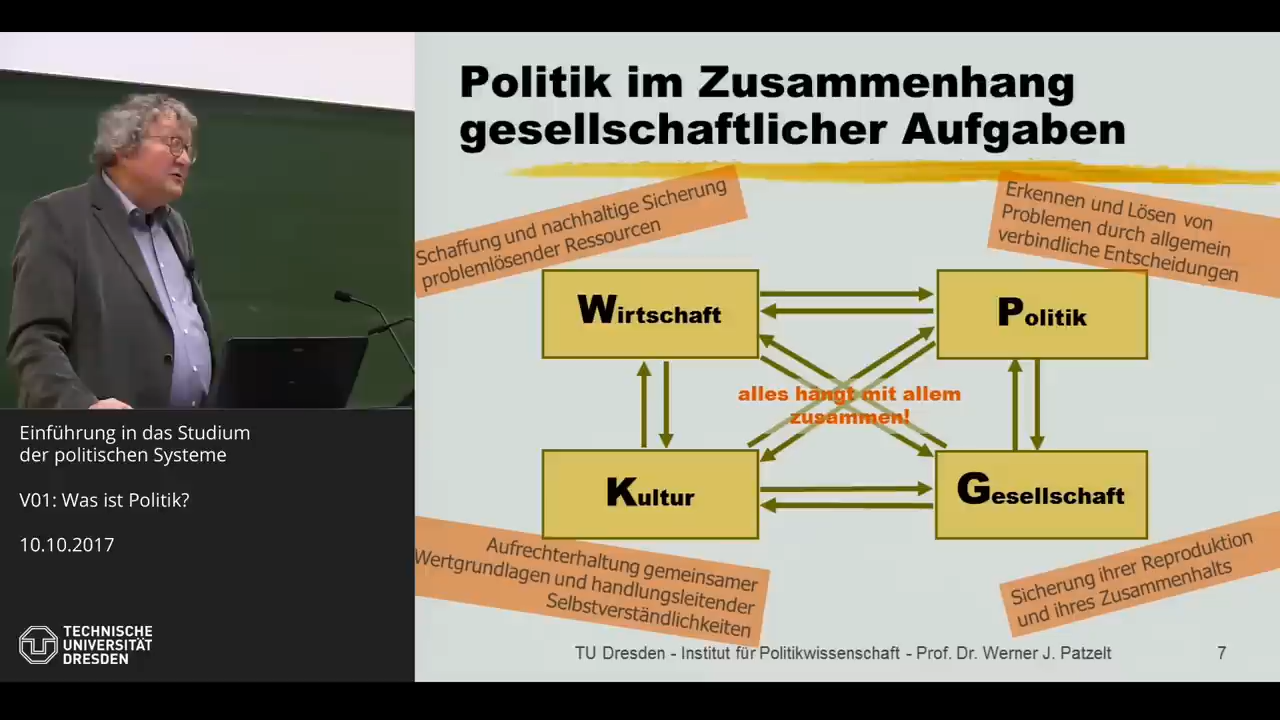 Politik im Zusammenhang
gesellschaftlicher Aufgaben
Schaffung und nachhaltige Sicherung
problemlösender Ressourcen
Erkennen und Lösen von
Problemen durch allgemein
verbindliche Entscheidungen
Wirtschaft
Politik
alles hängt mit allem
zusammen!
Kultur
Gesellschaft
Aufrechterhaltung gemeinsamer
Wertgrundlagen und handlungsleitender
Selbstverständlichkeiten
Sicherung ihrer Reproduktion
und ihres Zusammenhalts
TU Dresden - Institut für Politikwissenschaft - Prof. Dr. Werner J. Patzelt
7
Einführung in das Studium
der politischen Systeme
V01: Was ist Politik?
10.10.2017
TECHNISCHE
UNIVERSITÄT
DRESDEN